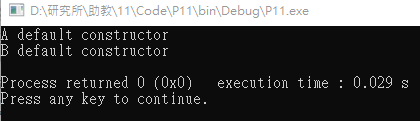 D:\研究所\助教\11\Code\P11\bin\Debug\P11.exe
A default constructor
B default constructor
Process returned 0 (0x0)   execution time : 0.029 s
Press any key to continue.